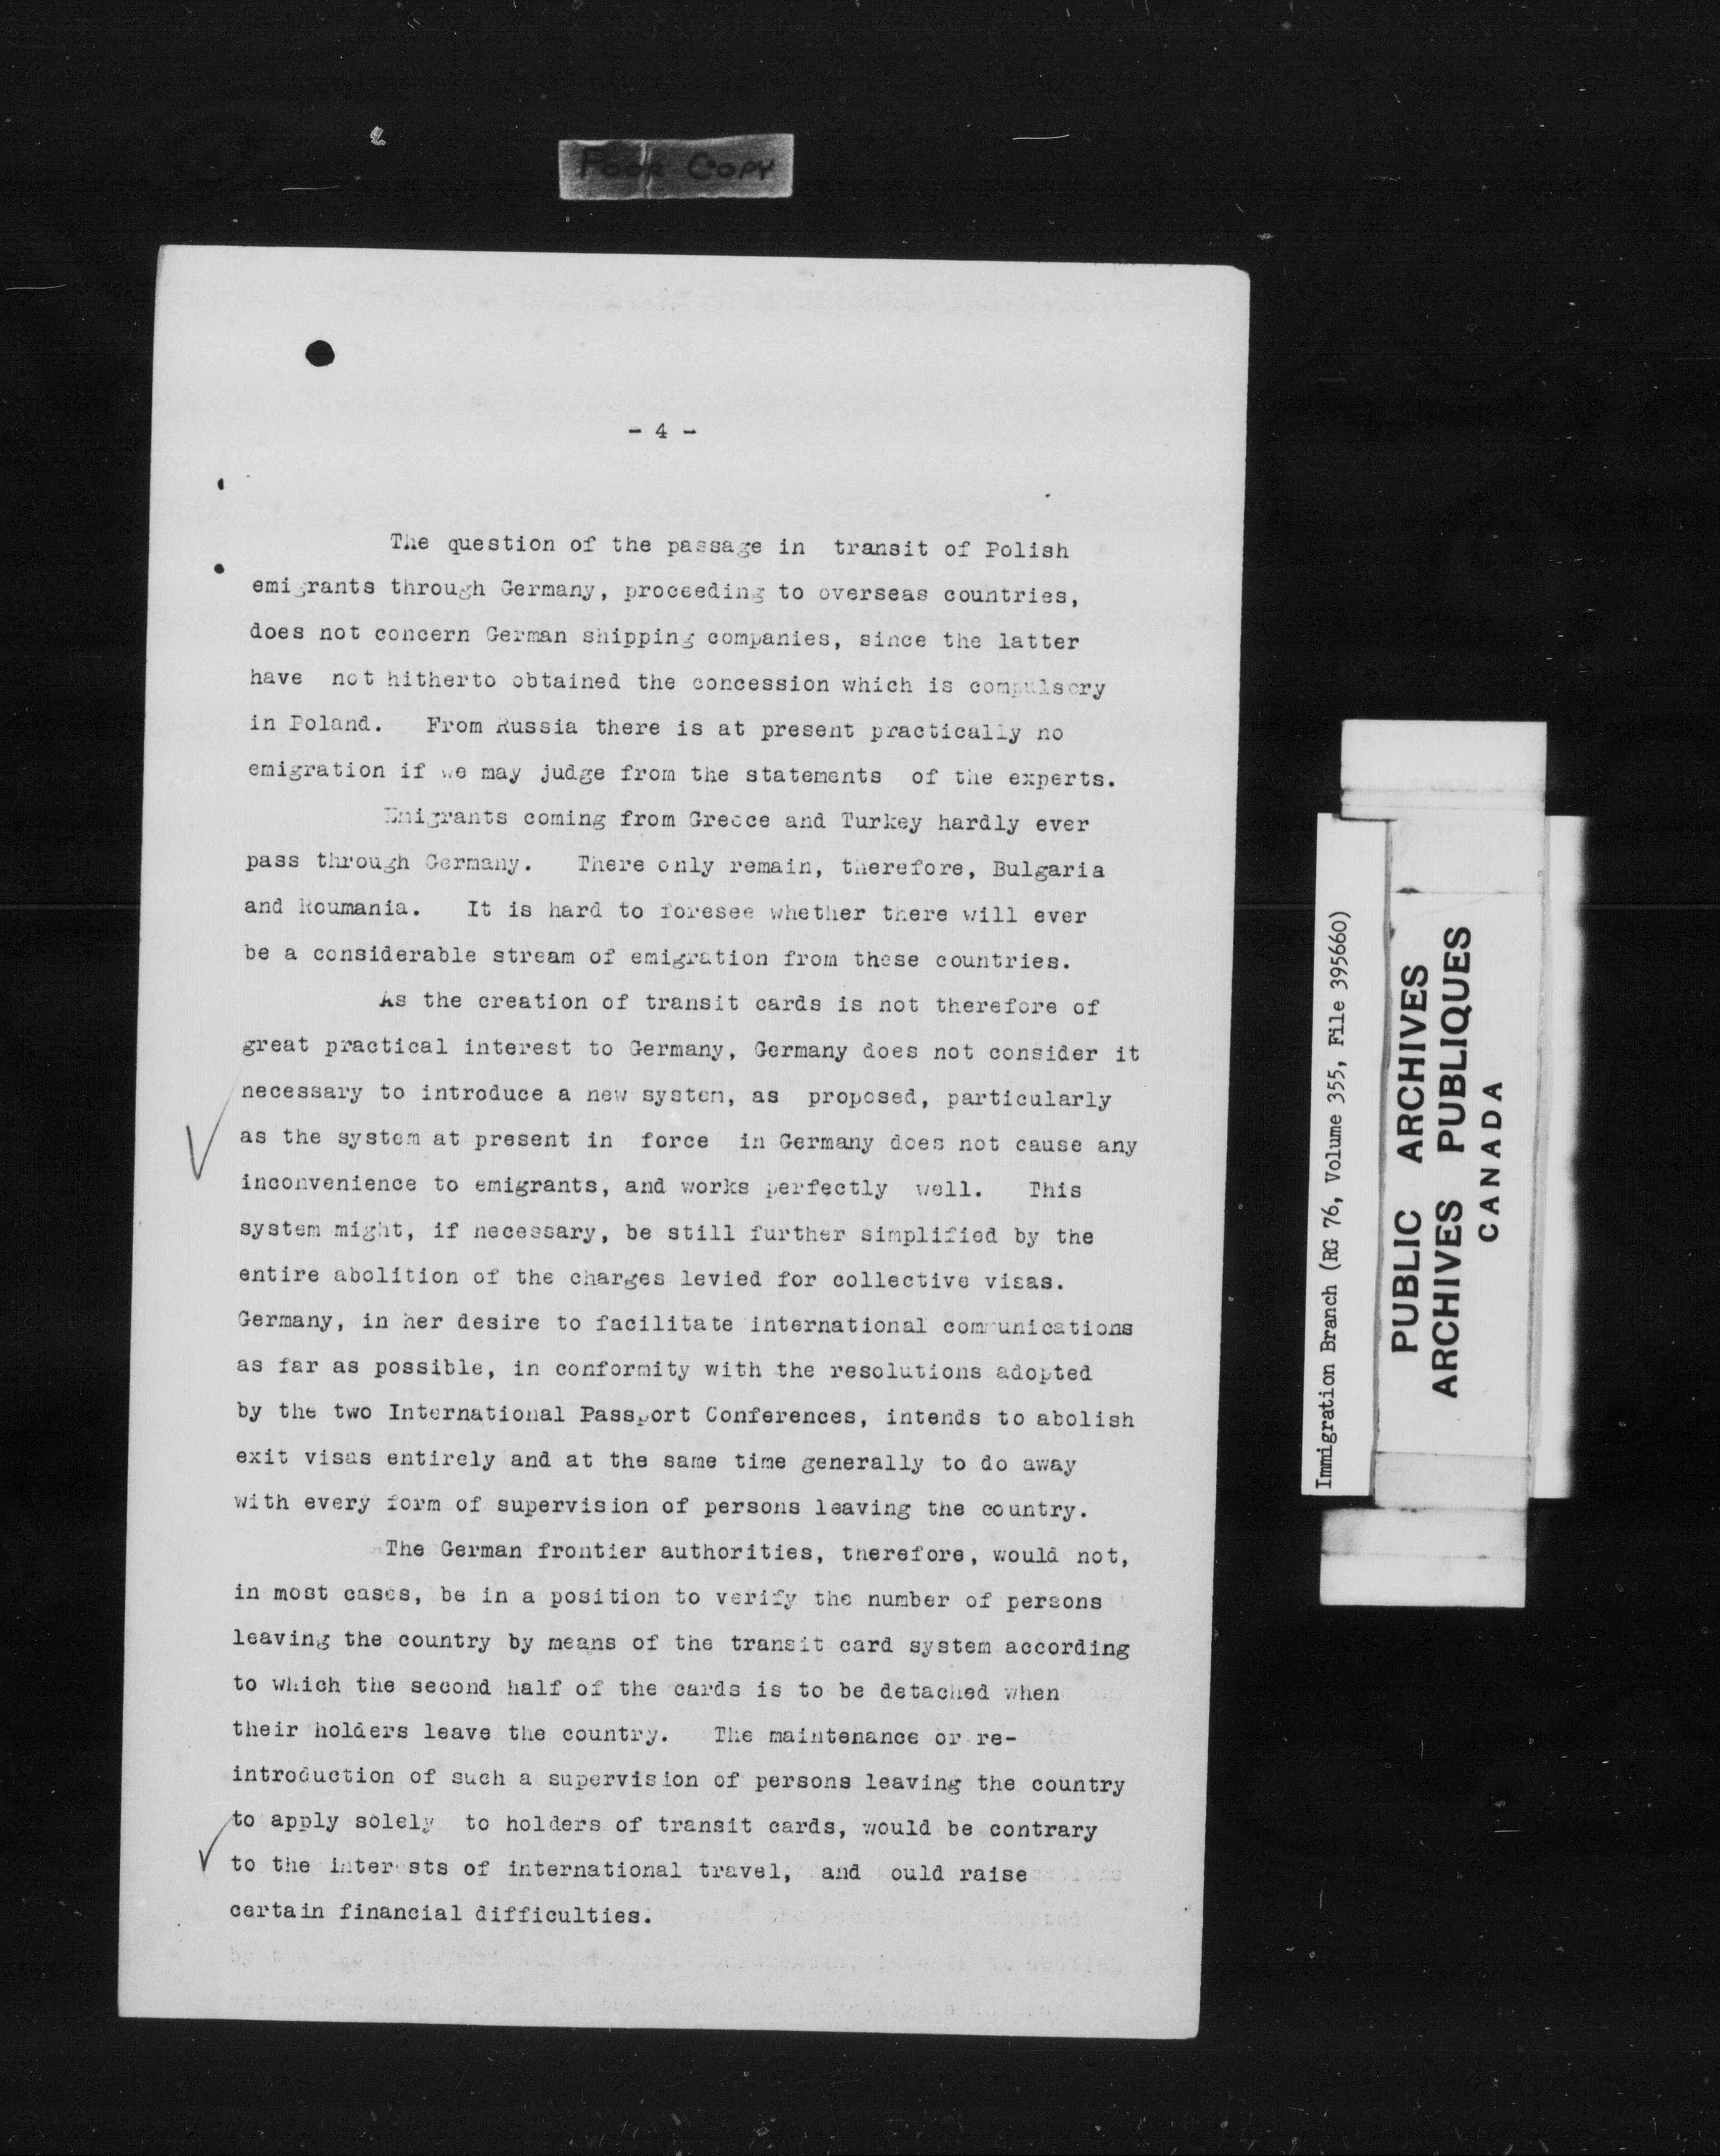 POOR COPY
- 4 -
The question of the passage in transit of Polish
emigrants through Germany, proceeding to overseas countries,
does not concern German shipping companies, since the latter
have not hitherto obtained the concession which is compulsory
in Poland. From Russia there is at present practically no
emigration if we may judge from the statements of the experts.
Emigrants coming from Greece and Turkey hardly ever
pass through Germany. There only remain, therefore, Bulgaria
and Roumania. It is hard to foresee whether there will ever
be a considerable stream of emigration from these countries.
As the creation of transit cards is not therefore of
great practical interest to Germany, Germany does not consider it
necessary to introduce a new system, as proposed, particularly
as the system at present in force in Germany does not cause any
inconvenience to emigrants, and works perfectly well. This
system might, if necessary, be still further simplified by the
entire abolition of the charges levied for collective visas.
Germany, in her desire to facilitate international communications
as far as possible, in conformity with the resolutions adopted
by the two International Passport Conferences, intends to abolish
exit visas entirely and at the same time generally to do away
with every form of supervision of persons leaving the country.
The German frontier authorities, therefore, would not,
in most cases, be in a position to verify the number of persons
leaving the country by means of the transit card system according
to which the second half of the cards is to be detached when
their holders leave the country. The maintenance or re-
introduction of such a supervision of persons leaving the country
to apply solely to holders of transit cards, would be contrary
to the interests of international travel, and ould raise
certain financial difficulties.
Immigration Branch (RG 76, Volume 355, File 395660)
PUBLIC ARCHIVES
ARCHIVES PUBLIQUES
CANADA